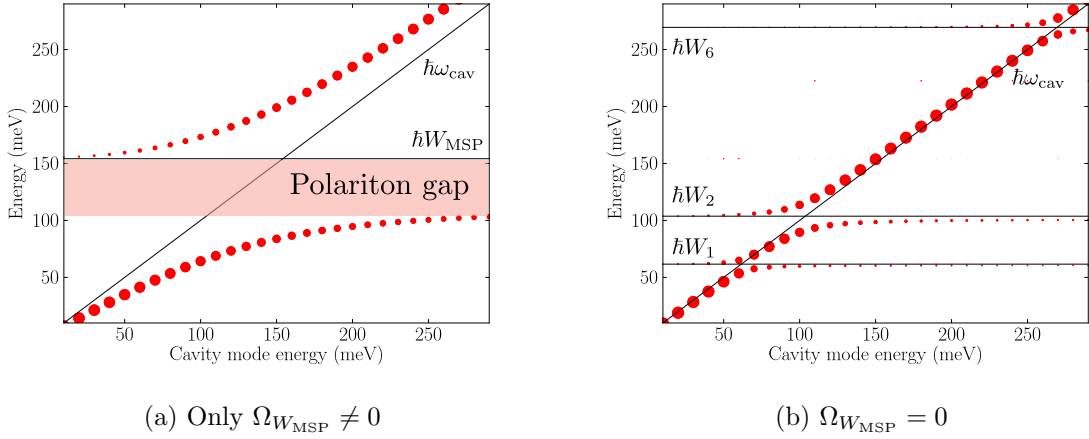 250
200
150
100
50
Energy (meV)
ħω_cav
ħW_MSP
Polariton gap
50 100 150 200 250
Cavity mode energy (meV)
(a) Only Ω_{W_MSP} ≠ 0
250
200
150
100
50
Energy (meV)
ħW_6
ħω_cav
ħW_2
ħW_1
50 100 150 200 250
Cavity mode energy (meV)
(b) Ω_{W_MSP} = 0